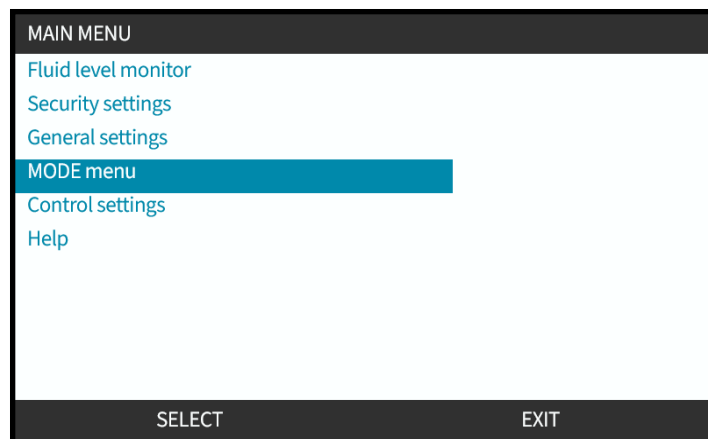 MAIN MENU
Fluid level monitor
Security settings
General settings
MODE menu
Control settings
Help
SELECT EXIT